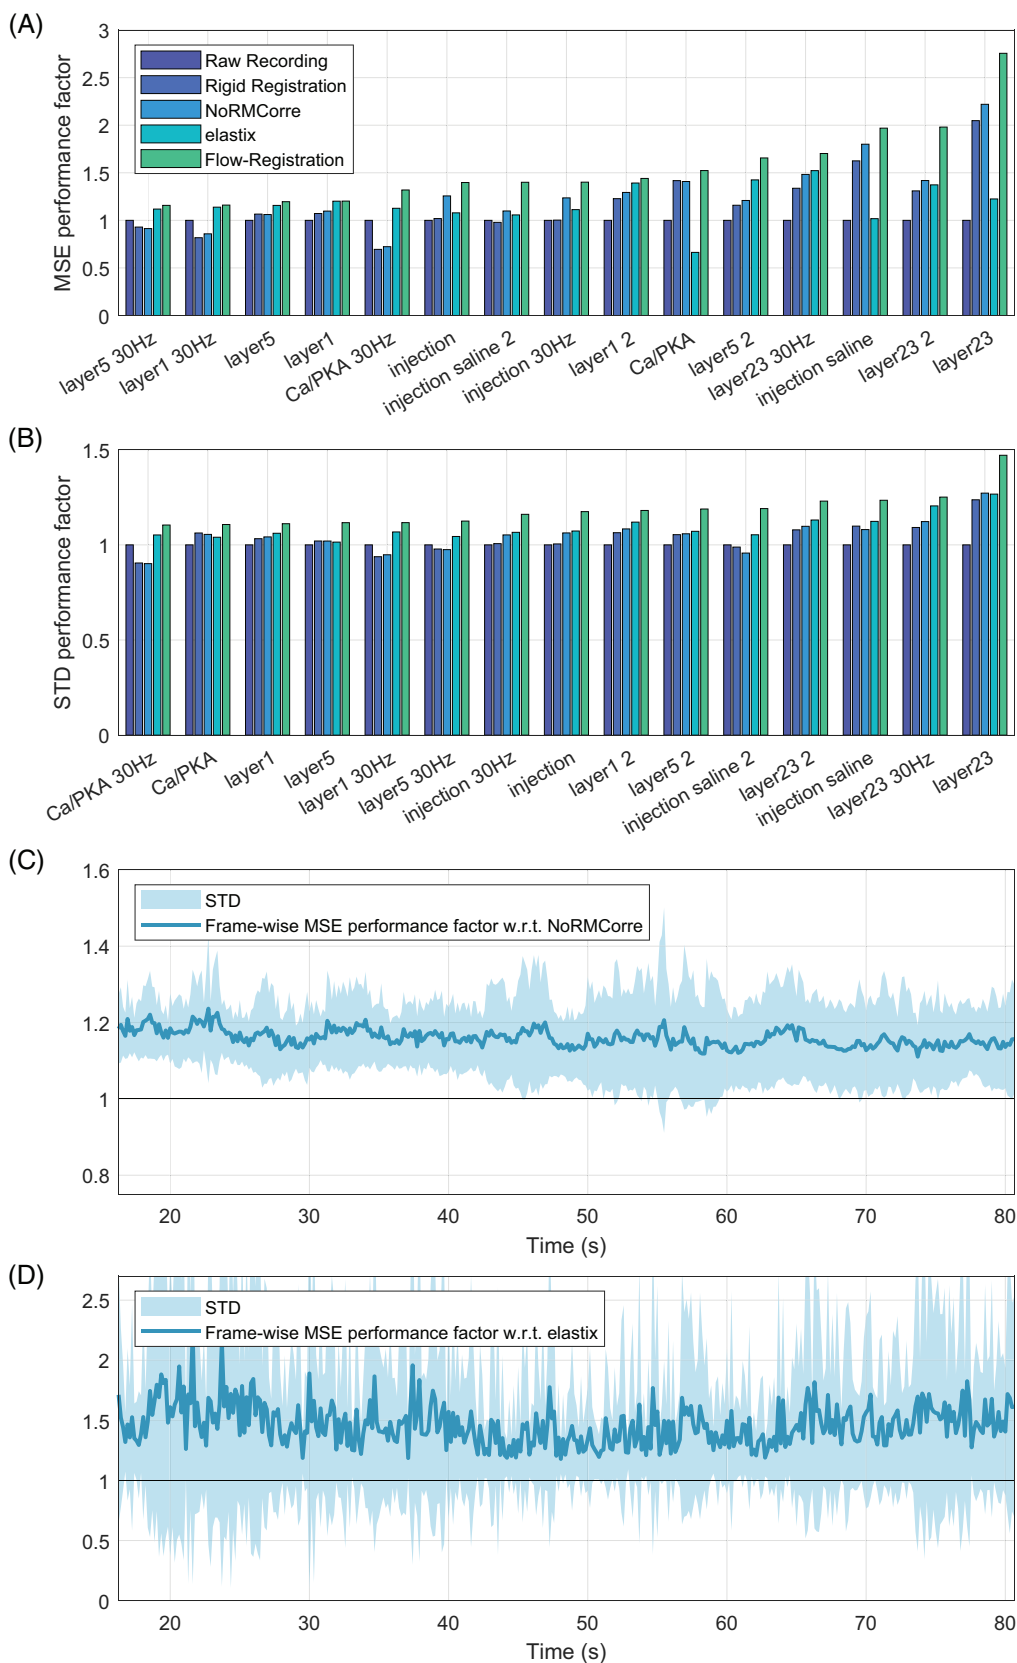 (A)
MSE performance factor
3
2.5
2
1.5
1
0.5
0
Raw Recording
Rigid Registration
NoRMCorre
elastix
Flow-Registration
layer5 30Hz
layer1 30Hz
layer5
layer1
Ca/PKA 30Hz
injection
injection saline 2
injection 30Hz
layer1 2
Ca/PKA
layer5 2
layer23 30Hz
injection saline
layer23 2
layer23
(B)
STD performance factor
1.5
1
0.5
0
Ca/PKA 30Hz
Ca/PKA
layer1
layer5
layer1 30Hz
layer5 30Hz
injection 30Hz
injection
layer1 2
layer5 2
injection saline 2
layer23 2
injection saline
layer23 30Hz
layer23
(C)
1.6
1.4
1.2
1
0.8
STD
Frame-wise MSE performance factor w.r.t. NoRMCorre
20 30 40 50 60 70 80
Time (s)
(D)
2.5
2
1.5
1
0.5
0
STD
Frame-wise MSE performance factor w.r.t. elastix
20 30 40 50 60 70 80
Time (s)